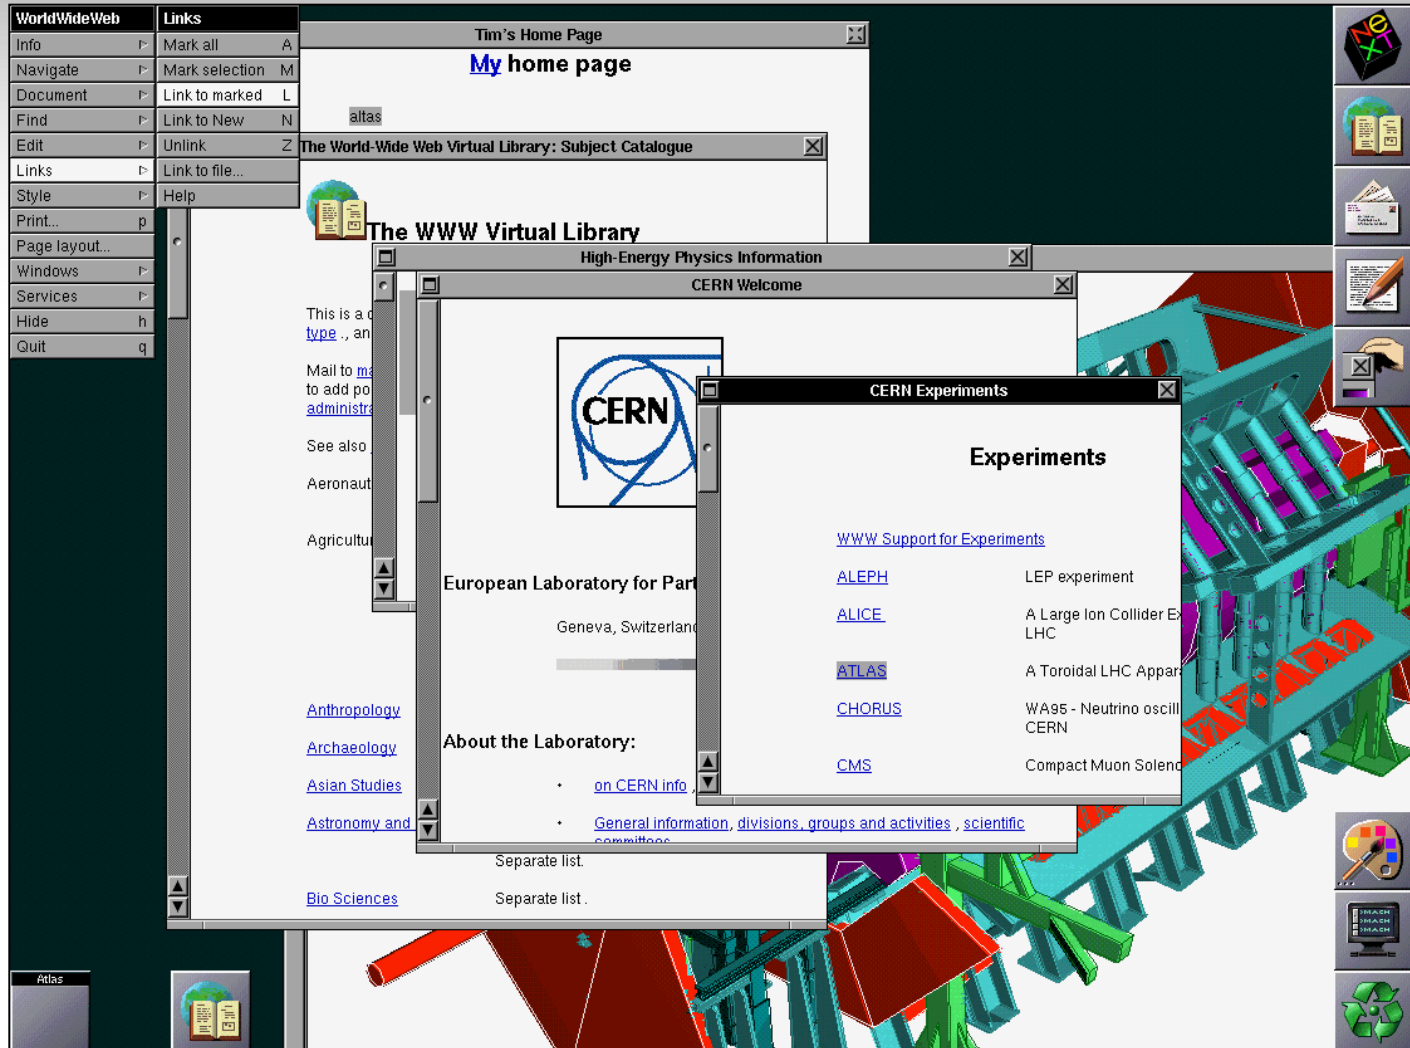 WorldWideWeb
Info
Navigate
Document
Find
Edit
Links
Style
Print... p
Page layout...
Windows
Services
Hide h
Quit q
Links
Mark all A
Mark selection M
Link to marked L
Link to New N
Unlink Z
Link to file...
Help
Tim's Home Page
My home page
altas
The World-Wide Web Virtual Library: Subject Catalogue
The WWW Virtual Library
This is a
type ., an
Mail to
to add po
See also
Anthropology
Archaeology
Asian Studies
Astronomy and
Separate list.
Bio Sciences Separate list .
High-Energy Physics Information
CERN Welcome
CERN
European Laboratory for Part
Geneva, Switzerland
About the Laboratory:
• on CERN info ,
• General information, divisions, groups and activities , scientific
CERN Experiments
Experiments
WWW Support for Experiments
ALEPH LEP experiment
ALICE A Large Ion Collider Ex
LHC
ATLAS A Toroidal LHC Appar
CHORUS WA95 - Neutrino oscill
CERN
CMS Compact Muon Soleno
NeXT
>MACH
>MACH
>MACH
Atlas